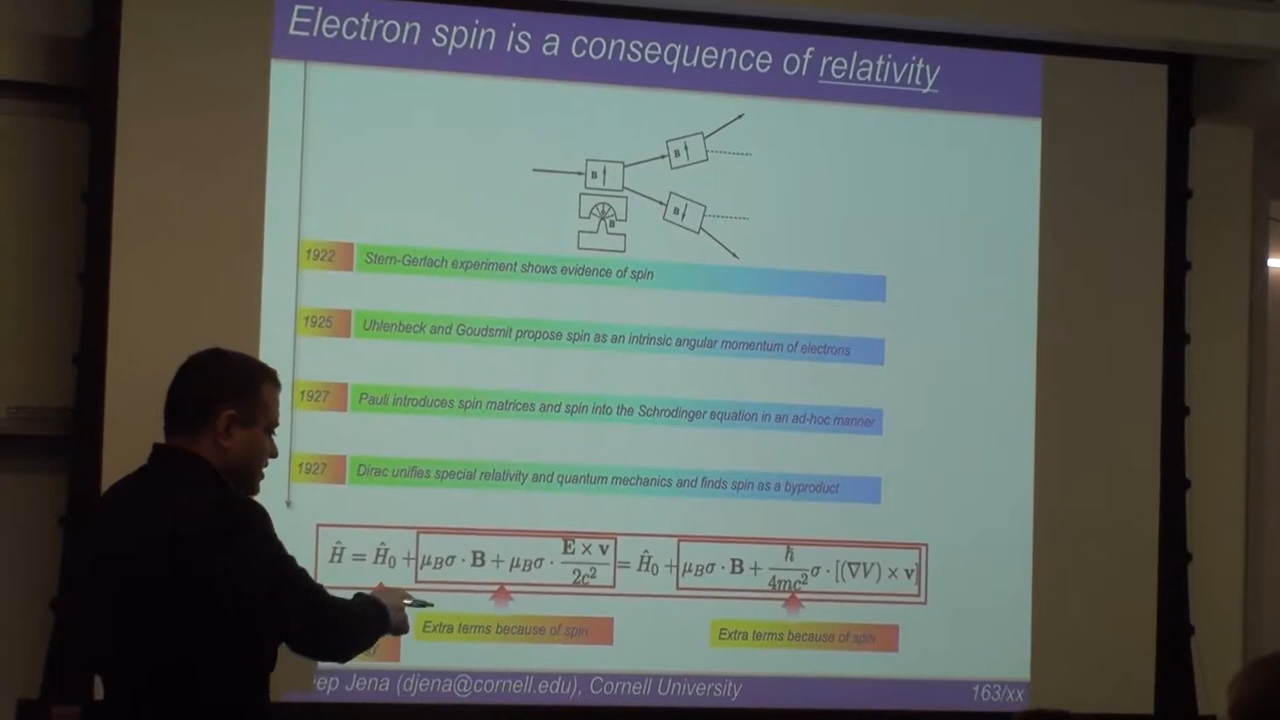 Electron spin is a consequence of relativity
B
B
B
B
1922 Stern-Gerlach experiment shows evidence of spin
1925 Uhlenbeck and Goudsmit propose spin as an intrinsic angular momentum of electrons
1927 Pauli introduces spin matrices and spin into the Schrodinger equation in an ad-hoc manner
1927 Dirac unifies special relativity and quantum mechanics and finds spin as a byproduct
Ĥ = Ĥ₀ + μ_Bσ · B + μ_Bσ · E × v / 2c² = Ĥ₀ + μ_Bσ · B + ħ / 4mc² σ · [(∇V) × v]
Extra terms because of spin Extra terms because of spin
ep Jena (djena@cornell.edu), Cornell University 163/xx